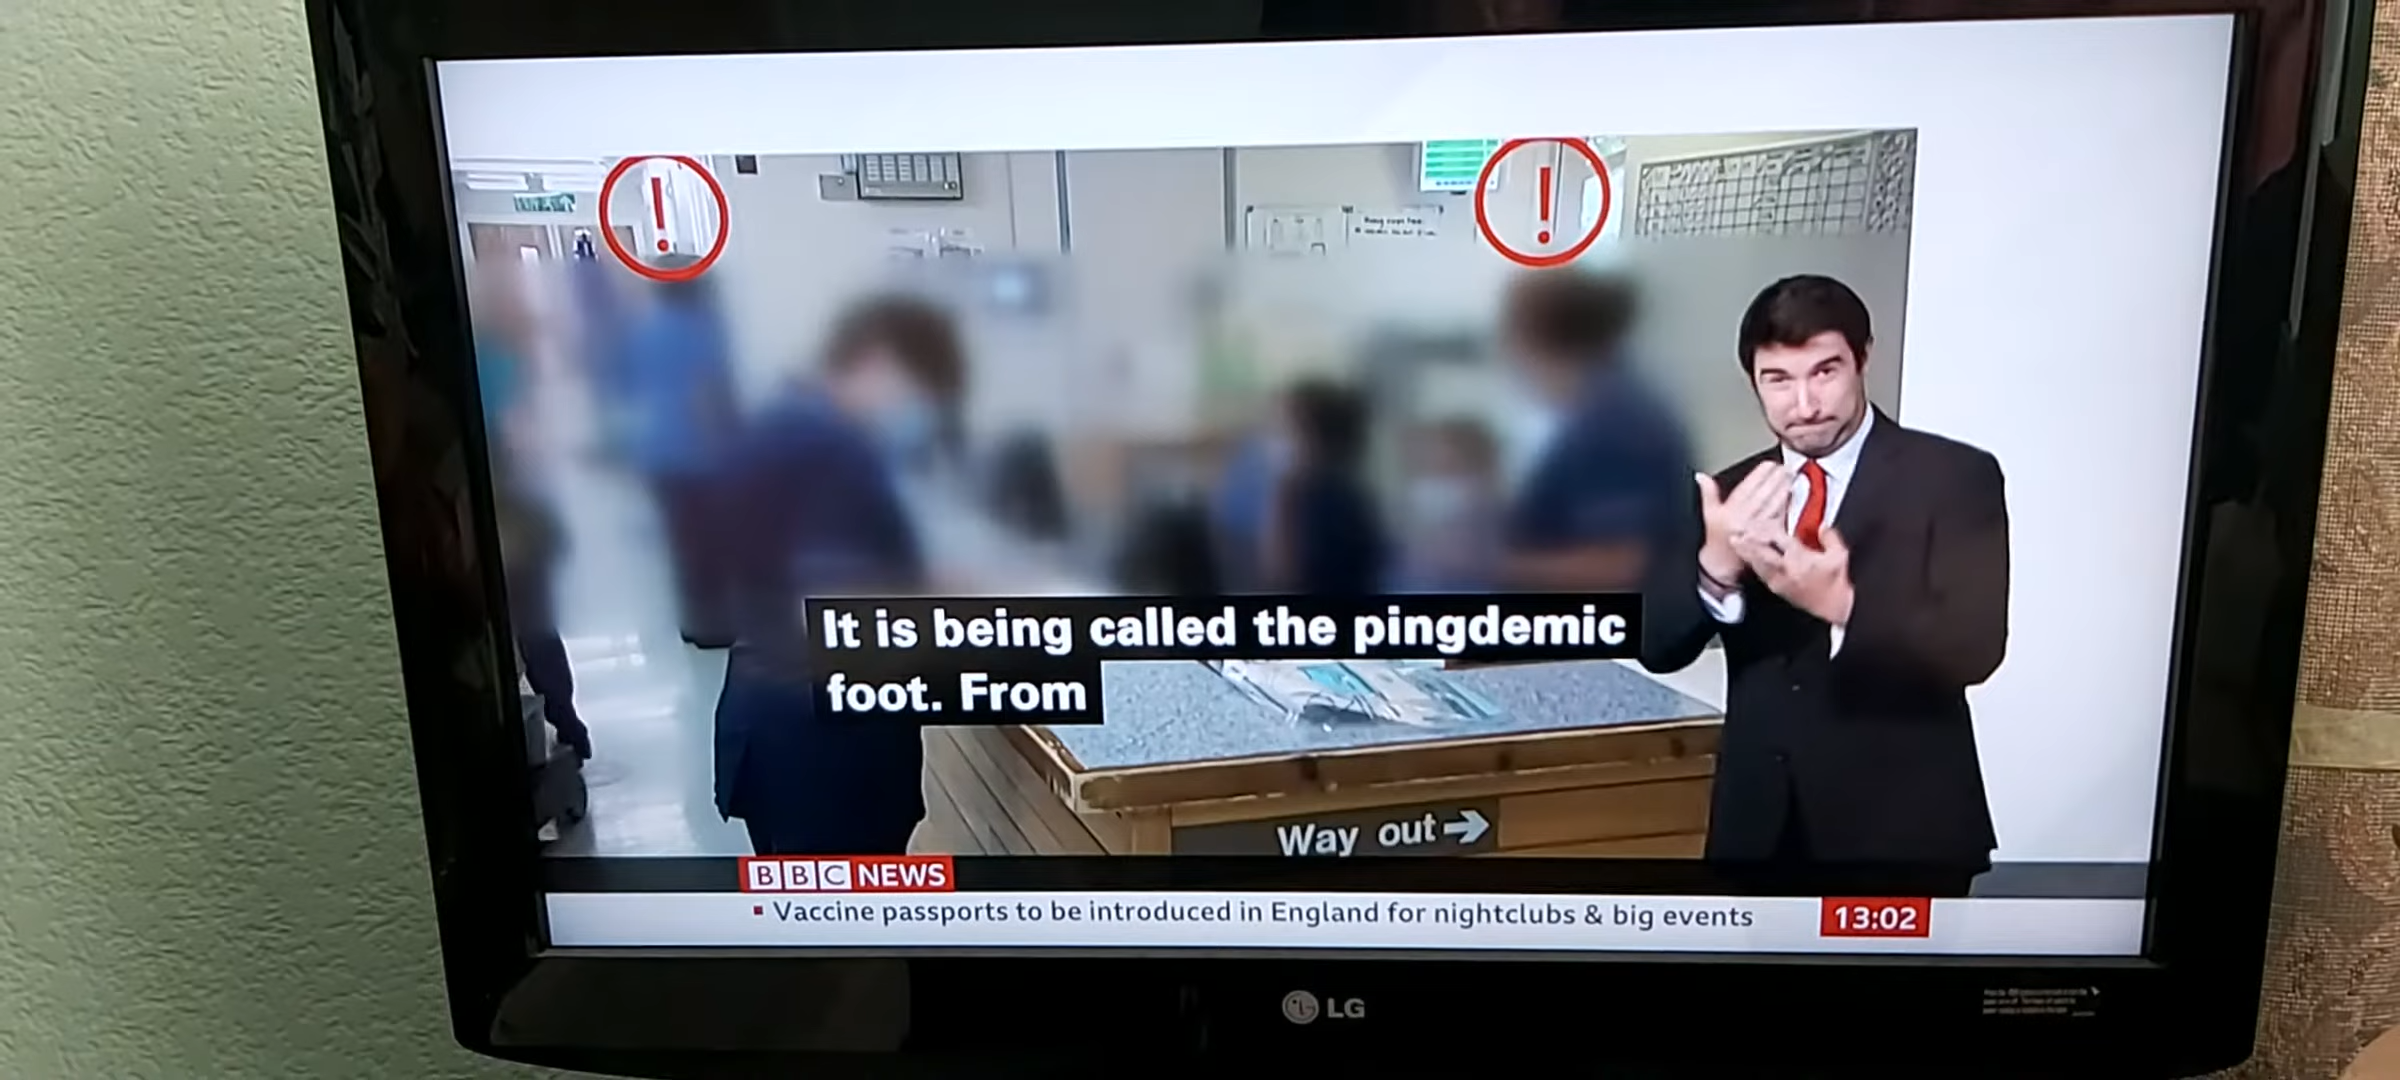 It is being called the pingdemic
foot. From
Way out
BBC NEWS
Vaccine passports to be introduced in England for nightclubs & big events
13:02
LG